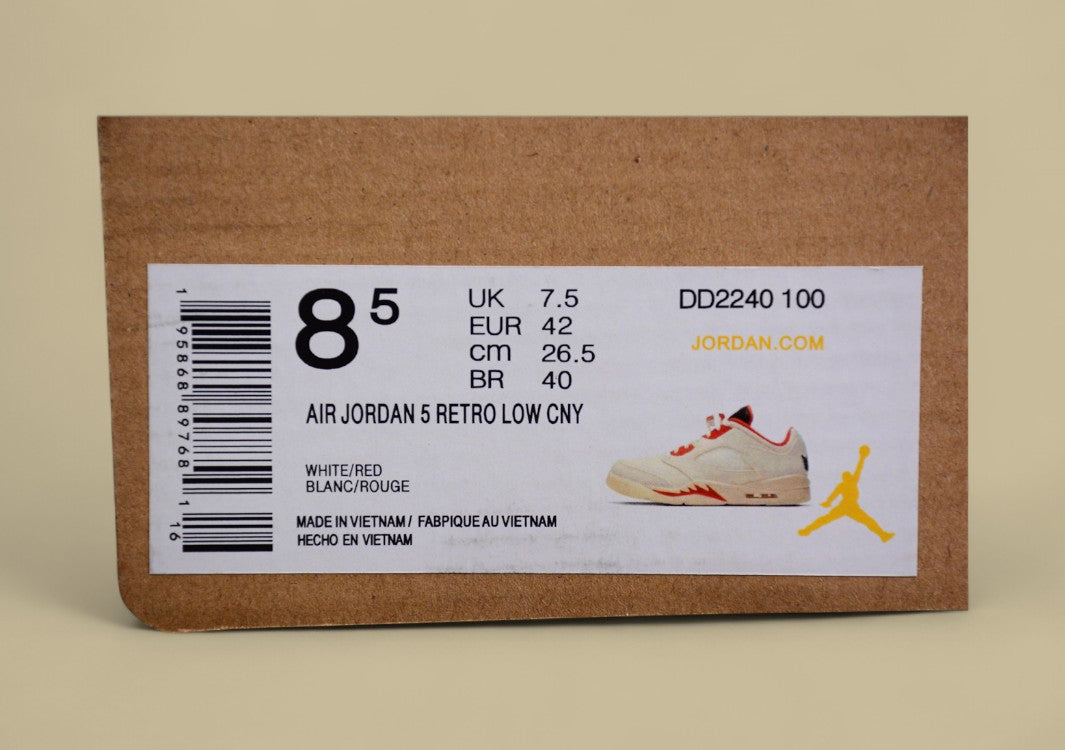 1 95868 89768 1 16
8 5
UK 7.5
EUR 42
cm 26.5
BR 40
DD2240 100
JORDAN.COM
AIR JORDAN 5 RETRO LOW CNY
WHITE/RED
BLANC/ROUGE
MADE IN VIETNAM / FABPIQUE AU VIETNAM
HECHO EN VIETNAM